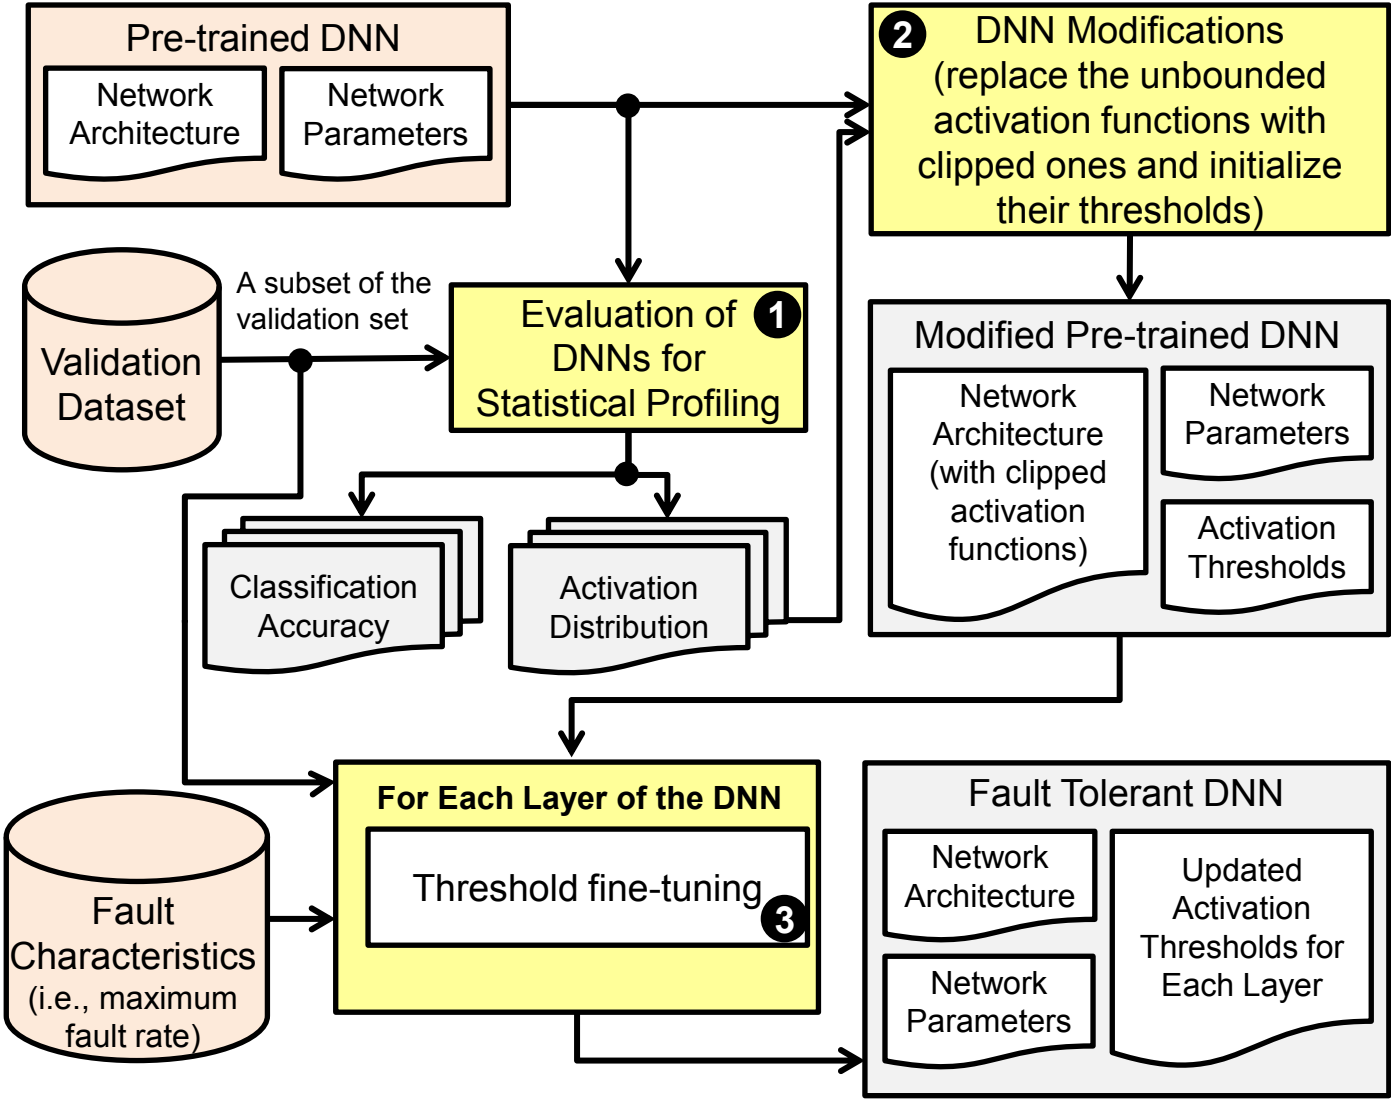 Pre-trained DNN
Network
Architecture
Network
Parameters
2
DNN Modifications
(replace the unbounded
activation functions with
clipped ones and initialize
their thresholds)
Validation
Dataset
A subset of the
validation set
Evaluation of
DNNs for
Statistical Profiling
1
Classification
Accuracy
Activation
Distribution
Modified Pre-trained DNN
Network
Architecture
(with clipped
activation
functions)
Network
Parameters
Activation
Thresholds
Fault
Characteristics
(i.e., maximum
fault rate)
For Each Layer of the DNN
Threshold fine-tuning
3
Fault Tolerant DNN
Network
Architecture
Network
Parameters
Updated
Activation
Thresholds for
Each Layer